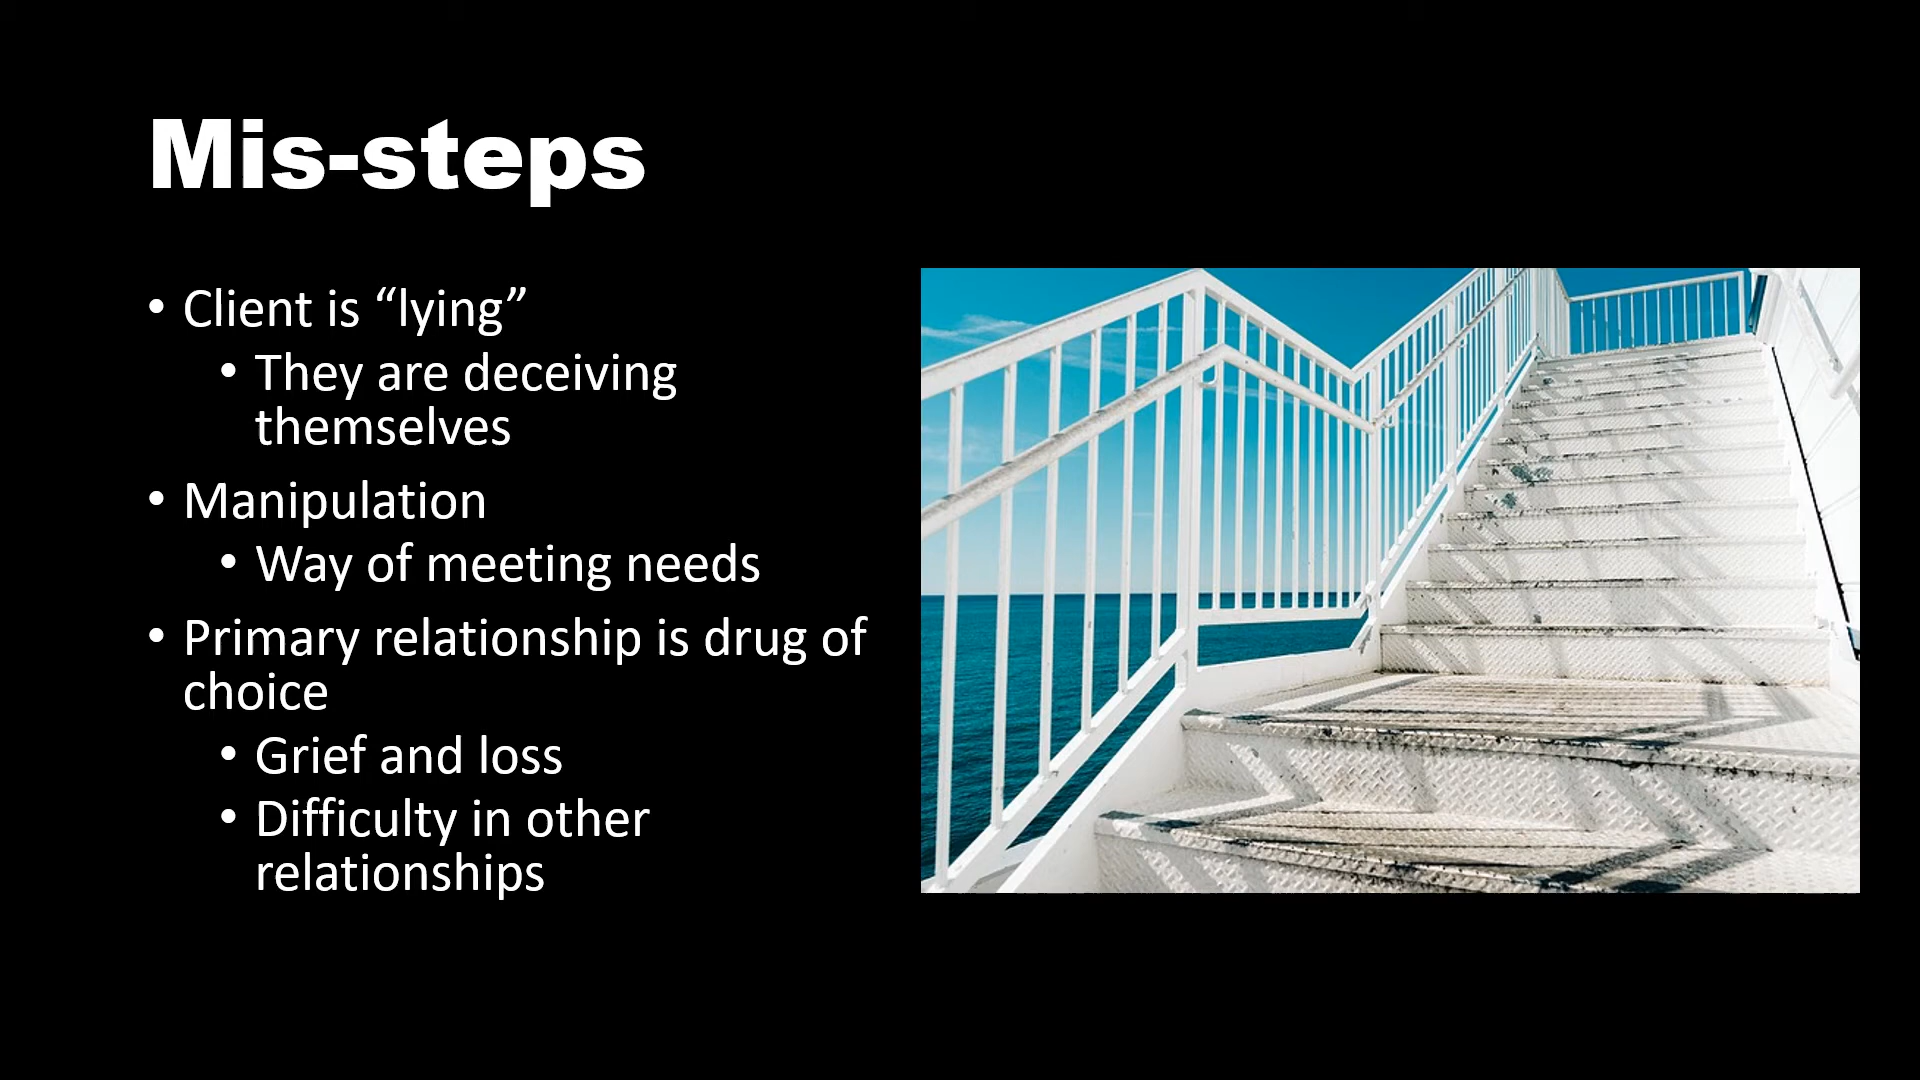 Mis-steps
• Client is “lying”
• They are deceiving
themselves
• Manipulation
• Way of meeting needs
• Primary relationship is drug of
choice
• Grief and loss
• Difficulty in other
relationships